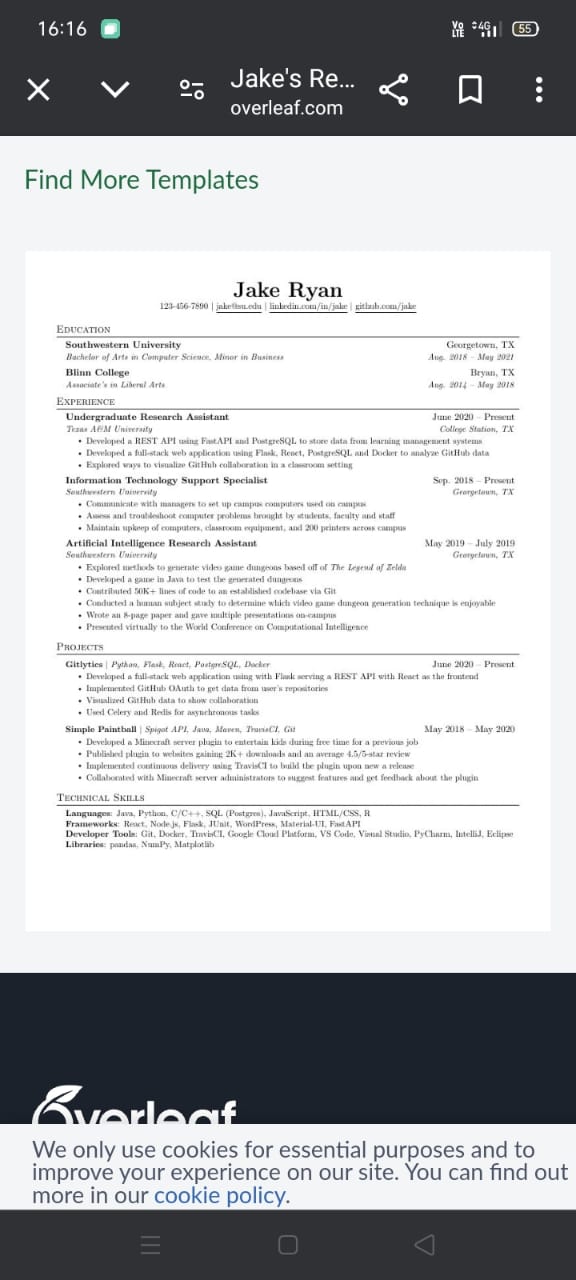 16:16
Vo LTE 4G 55
Jake's Re...
overleaf.com
Find More Templates
Jake Ryan
123-456-7890 | jake@su.edu | linkedin.com/in/jake | github.com/jake
Education
Southwestern University Georgetown, TX
Bachelor of Arts in Computer Science, Minor in Business Aug. 2018 – May 2021
Blinn College Bryan, TX
Associate's in Liberal Arts Aug. 2014 – May 2018
Experience
Undergraduate Research Assistant June 2020 – Present
Texas A&M University College Station, TX
• Developed a REST API using FastAPI and PostgreSQL to store data from learning management systems
• Developed a full-stack web application using Flask, React, PostgreSQL and Docker to analyze GitHub data
• Explored ways to visualize GitHub collaboration in a classroom setting
Information Technology Support Specialist Sep. 2018 – Present
Southwestern University Georgetown, TX
• Communicate with managers to set up campus computers used on campus
• Assess and troubleshoot computer problems brought by students, faculty and staff
• Maintain upkeep of computers, classroom equipment, and 200 printers across campus
Artificial Intelligence Research Assistant May 2019 – July 2019
Southwestern University Georgetown, TX
• Explored methods to generate video game dungeons based off of The Legend of Zelda
• Developed a game in Java to test the generated dungeons
• Contributed 50K+ lines of code to an established codebase via Git
• Conducted a human subject study to determine which video game dungeon generation technique is enjoyable
• Wrote an 8-page paper and gave multiple presentations on-campus
• Presented virtually to the World Conference on Computational Intelligence
Projects
Gitlytics | Python, Flask, React, PostgreSQL, Docker June 2020 – Present
• Developed a full-stack web application using with Flask serving a REST API with React as the frontend
• Implemented GitHub OAuth to get data from user's repositories
• Visualized GitHub data to show collaboration
• Used Celery and Redis for asynchronous tasks
Simple Paintball | Spigot API, Java, Maven, TravisCI, Git May 2018 – May 2020
• Developed a Minecraft server plugin to entertain kids during free time for a previous job
• Published plugin to websites gaining 2K+ downloads and an average 4.5/5-star review
• Implemented continuous delivery using TravisCI to build the plugin upon new a release
• Collaborated with Minecraft server administrators to suggest features and get feedback about the plugin
Technical Skills
Languages: Java, Python, C/C++, SQL (Postgres), JavaScript, HTML/CSS, R
Frameworks: React, Node.js, Flask, JUnit, WordPress, Material-UI, FastAPI
Developer Tools: Git, Docker, TravisCI, Google Cloud Platform, VS Code, Visual Studio, PyCharm, IntelliJ, Eclipse
Libraries: pandas, NumPy, Matplotlib
Overleaf
We only use cookies for essential purposes and to
improve your experience on our site. You can find out
more in our cookie policy.